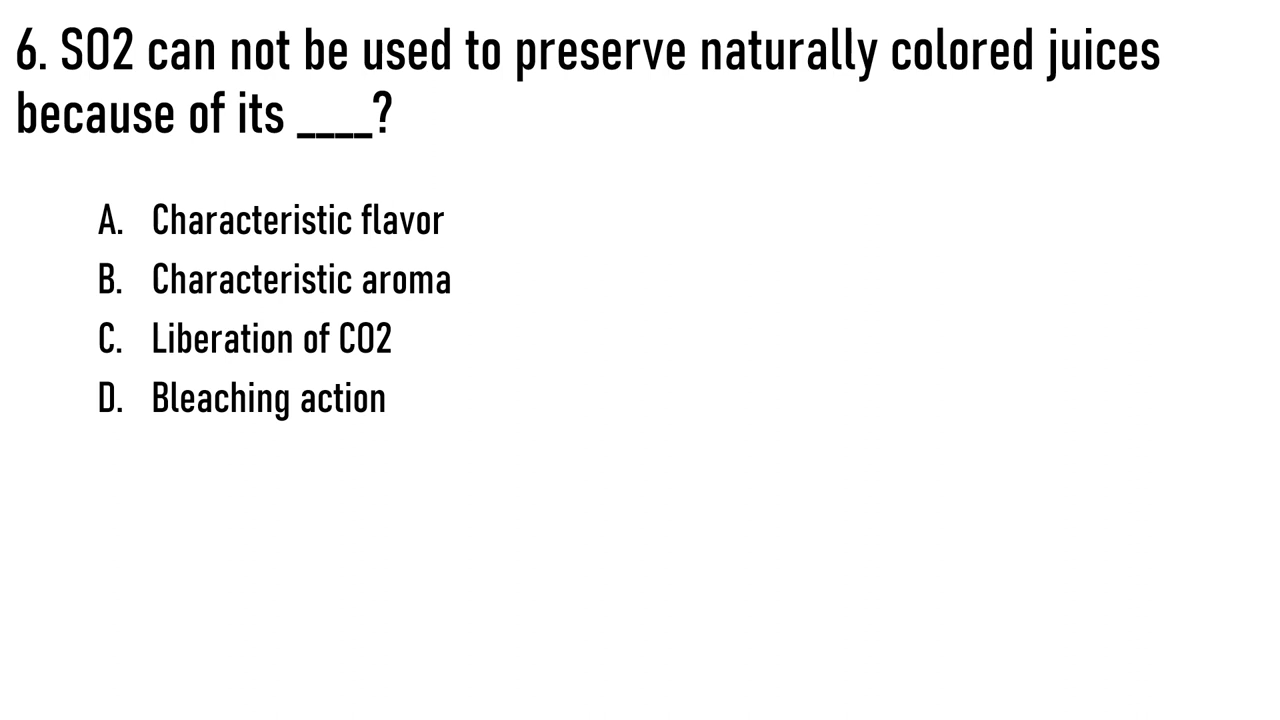 6. SO2 can not be used to preserve naturally colored juices
because of its ____?
A. Characteristic flavor
B. Characteristic aroma
C. Liberation of CO2
D. Bleaching action